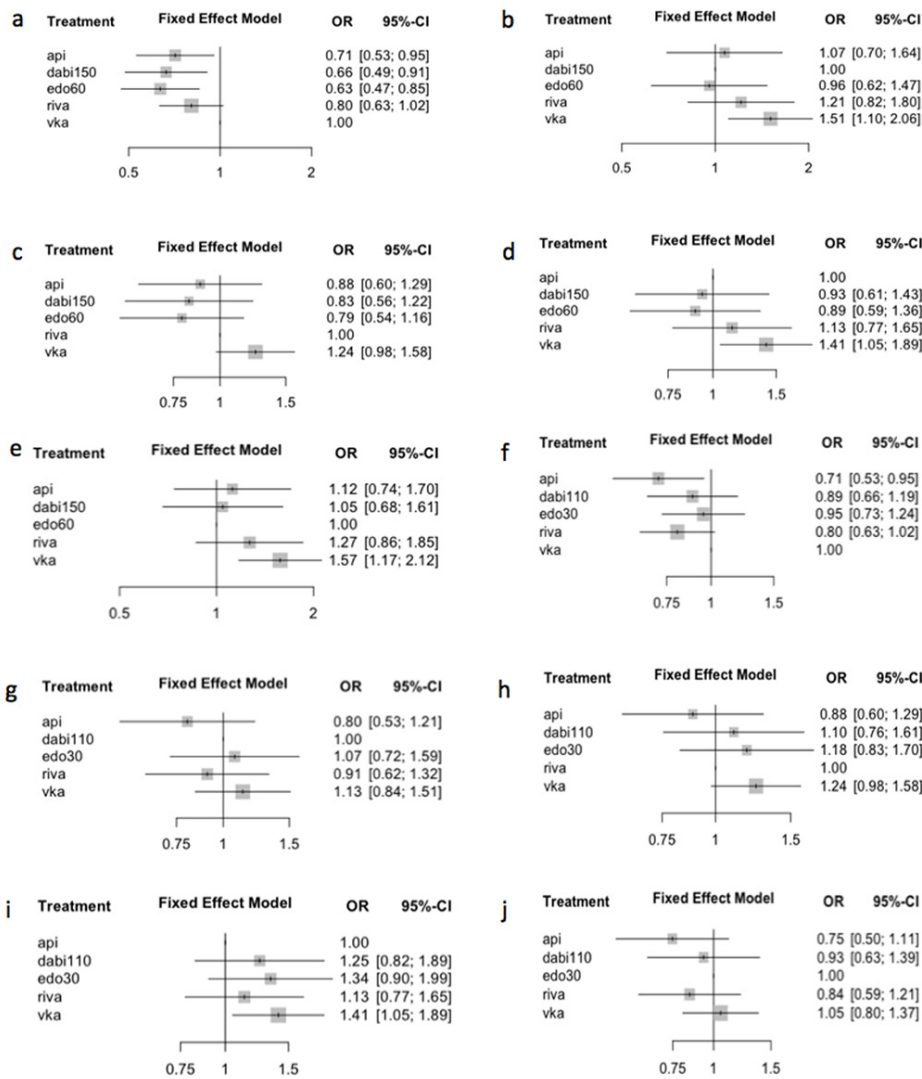 a Treatment Fixed Effect Model OR 95%-CI
api 0.71 [0.53; 0.95]
dabi150 0.66 [0.49; 0.91]
edo60 0.63 [0.47; 0.85]
riva 0.80 [0.63; 1.02]
vka 1.00
0.5 1 2
b Treatment Fixed Effect Model OR 95%-CI
api 1.07 [0.70; 1.64]
dabi150 1.00
edo60 0.96 [0.62; 1.47]
riva 1.21 [0.82; 1.80]
vka 1.51 [1.10; 2.06]
0.5 1 2
c Treatment Fixed Effect Model OR 95%-CI
api 0.88 [0.60; 1.29]
dabi150 0.83 [0.56; 1.22]
edo60 0.79 [0.54; 1.16]
riva 1.00
vka 1.24 [0.98; 1.58]
0.75 1 1.5
d Treatment Fixed Effect Model OR 95%-CI
api 1.00
dabi150 0.93 [0.61; 1.43]
edo60 0.89 [0.59; 1.36]
riva 1.13 [0.77; 1.65]
vka 1.41 [1.05; 1.89]
0.75 1 1.5
e Treatment Fixed Effect Model OR 95%-CI
api 1.12 [0.74; 1.70]
dabi150 1.05 [0.68; 1.61]
edo60 1.00
riva 1.27 [0.86; 1.85]
vka 1.57 [1.17; 2.12]
0.5 1 2
f Treatment Fixed Effect Model OR 95%-CI
api 0.71 [0.53; 0.95]
dabi110 0.89 [0.66; 1.19]
edo30 0.95 [0.73; 1.24]
riva 0.80 [0.63; 1.02]
vka 1.00
0.75 1 1.5
g Treatment Fixed Effect Model OR 95%-CI
api 0.80 [0.53; 1.21]
dabi110 1.00
edo30 1.07 [0.72; 1.59]
riva 0.91 [0.62; 1.32]
vka 1.13 [0.84; 1.51]
0.75 1 1.5
h Treatment Fixed Effect Model OR 95%-CI
api 0.88 [0.60; 1.29]
dabi110 1.10 [0.76; 1.61]
edo30 1.18 [0.83; 1.70]
riva 1.00
vka 1.24 [0.98; 1.58]
0.75 1 1.5
i Treatment Fixed Effect Model OR 95%-CI
api 1.00
dabi110 1.25 [0.82; 1.89]
edo30 1.34 [0.90; 1.99]
riva 1.13 [0.77; 1.65]
vka 1.41 [1.05; 1.89]
0.75 1 1.5
j Treatment Fixed Effect Model OR 95%-CI
api 0.75 [0.50; 1.11]
dabi110 0.93 [0.63; 1.39]
edo30 1.00
riva 0.84 [0.59; 1.21]
vka 1.05 [0.80; 1.37]
0.75 1 1.5